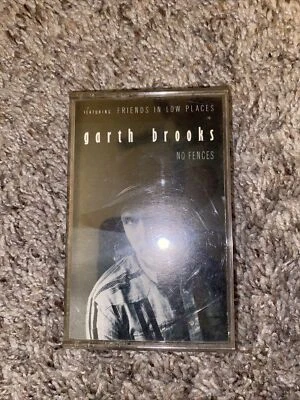 FEATURING FRIENDS IN LOW PLACES
garth brooks
NO FENCES